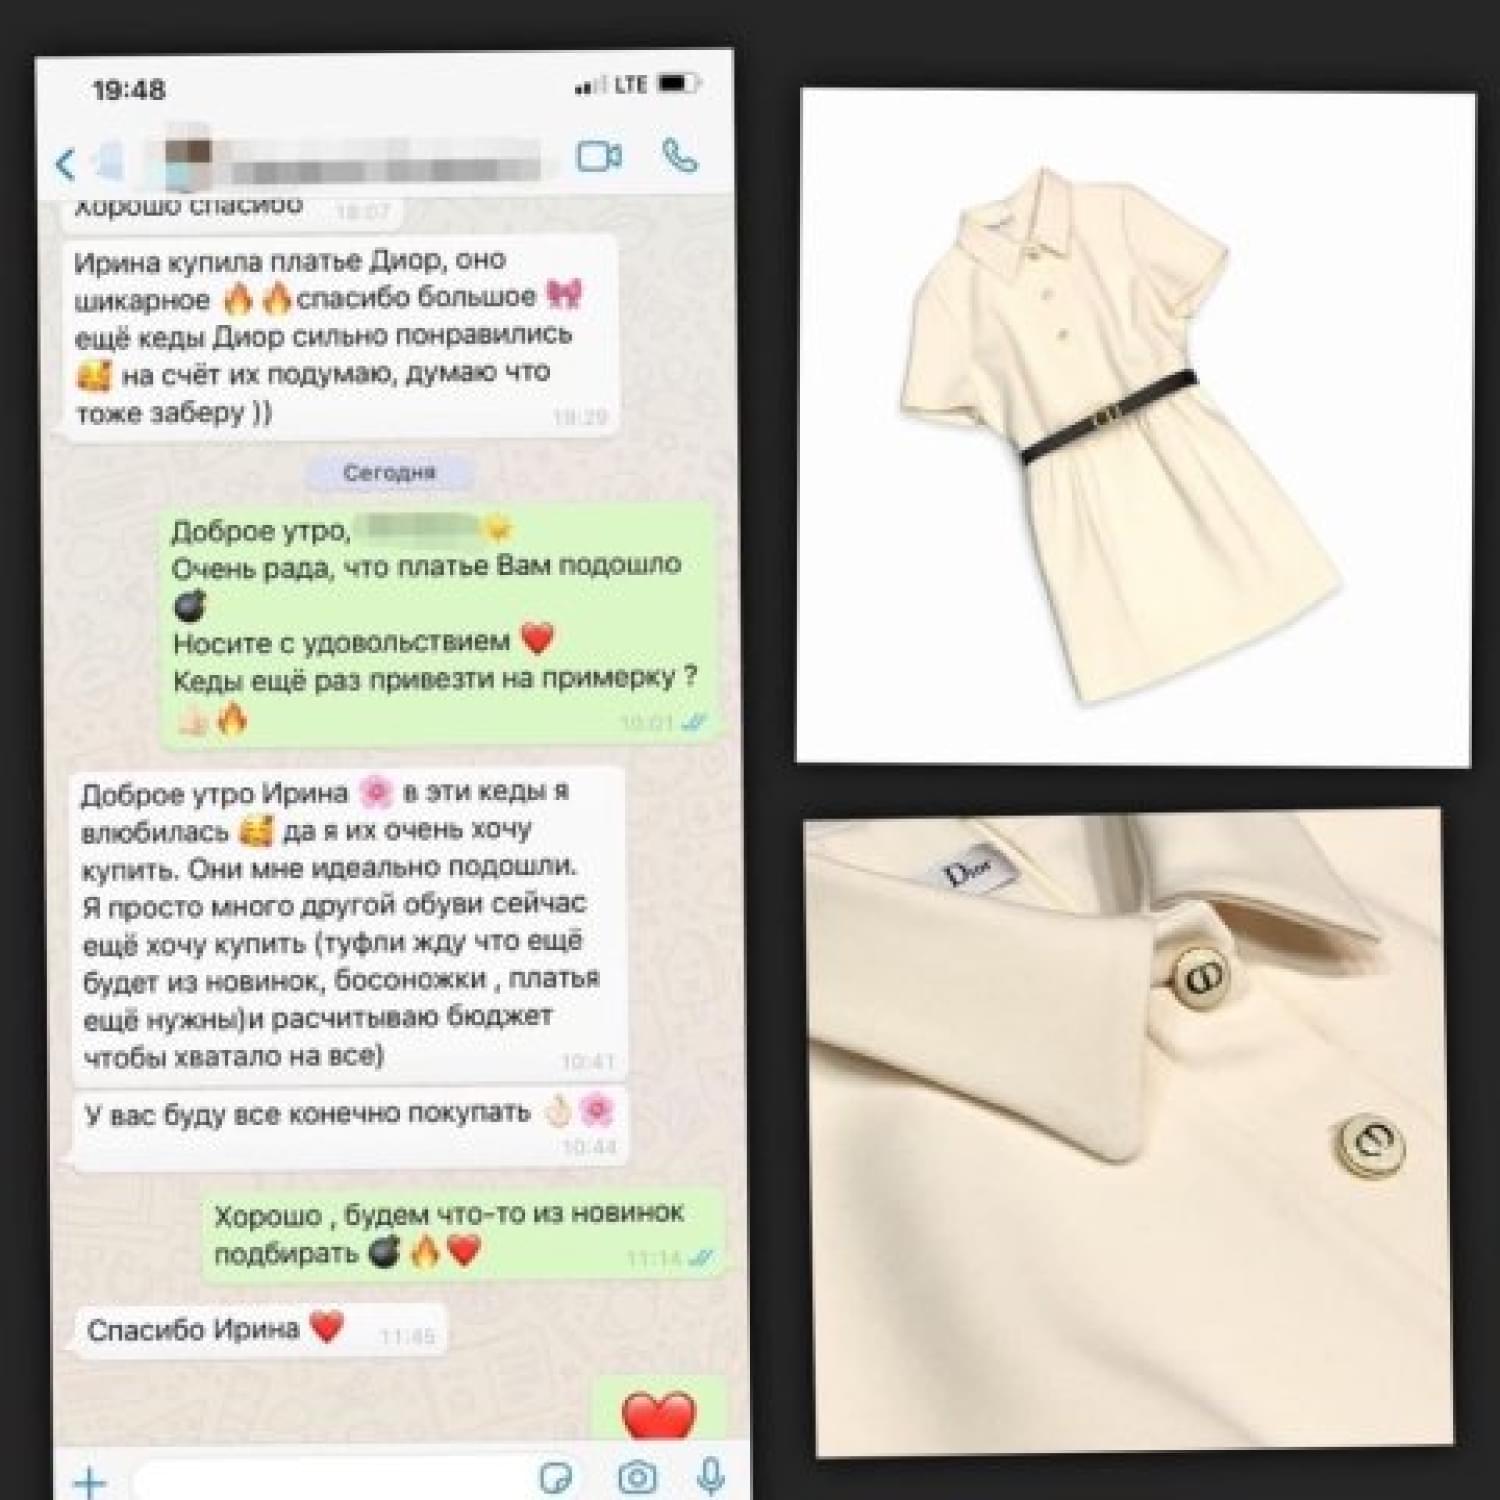 19:48
LTE
Хорошо спасибо 18:07
Ирина купила платье Диор, оно
шикарное 🔥 🔥спасибо большое 🎀
ещё кеды Диор сильно понравились
🥰 на счёт их подумаю, думаю что
тоже заберу )) 19:29
Сегодня
Доброе утро, ☀️
Очень рада, что платье Вам подошло
💣
Носите с удовольствием ❤️
Кеды ещё раз привезти на примерку ?
👍🏻🔥 10:01
Доброе утро Ирина 🌸 в эти кеды я
влюбилась 🥰 да я их очень хочу
купить. Они мне идеально подошли.
Я просто много другой обуви сейчас
ещё хочу купить (туфли жду что ещё
будет из новинок, босоножки , платья
ещё нужны)и расчитываю бюджет
чтобы хватало на все) 10:41
У вас буду все конечно покупать 👌🏻🌸
10:44
Хорошо , будем что-то из новинок
подбирать 💣🔥❤️ 11:14
Спасибо Ирина ❤️ 11:45
❤️
Dior
CD
CD
CD